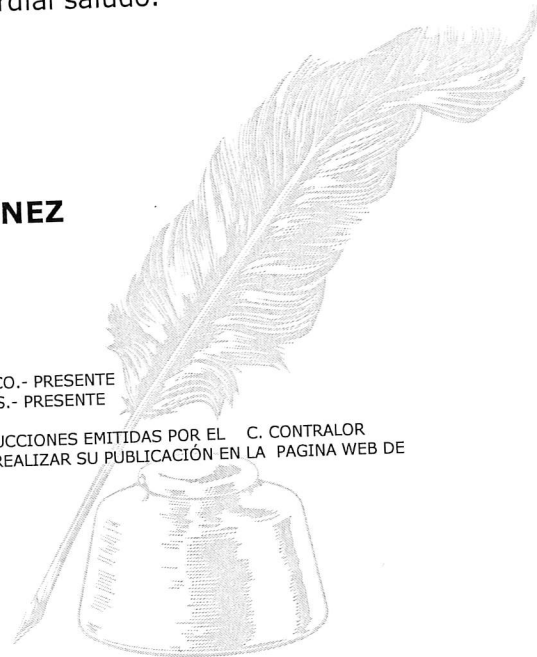 rdial saludo.
NEZ
CO.- PRESENTE
S.- PRESENTE
UCCIONES EMITIDAS POR EL C. CONTRALOR
REALIZAR SU PUBLICACIÓN EN LA PAGINA WEB DE